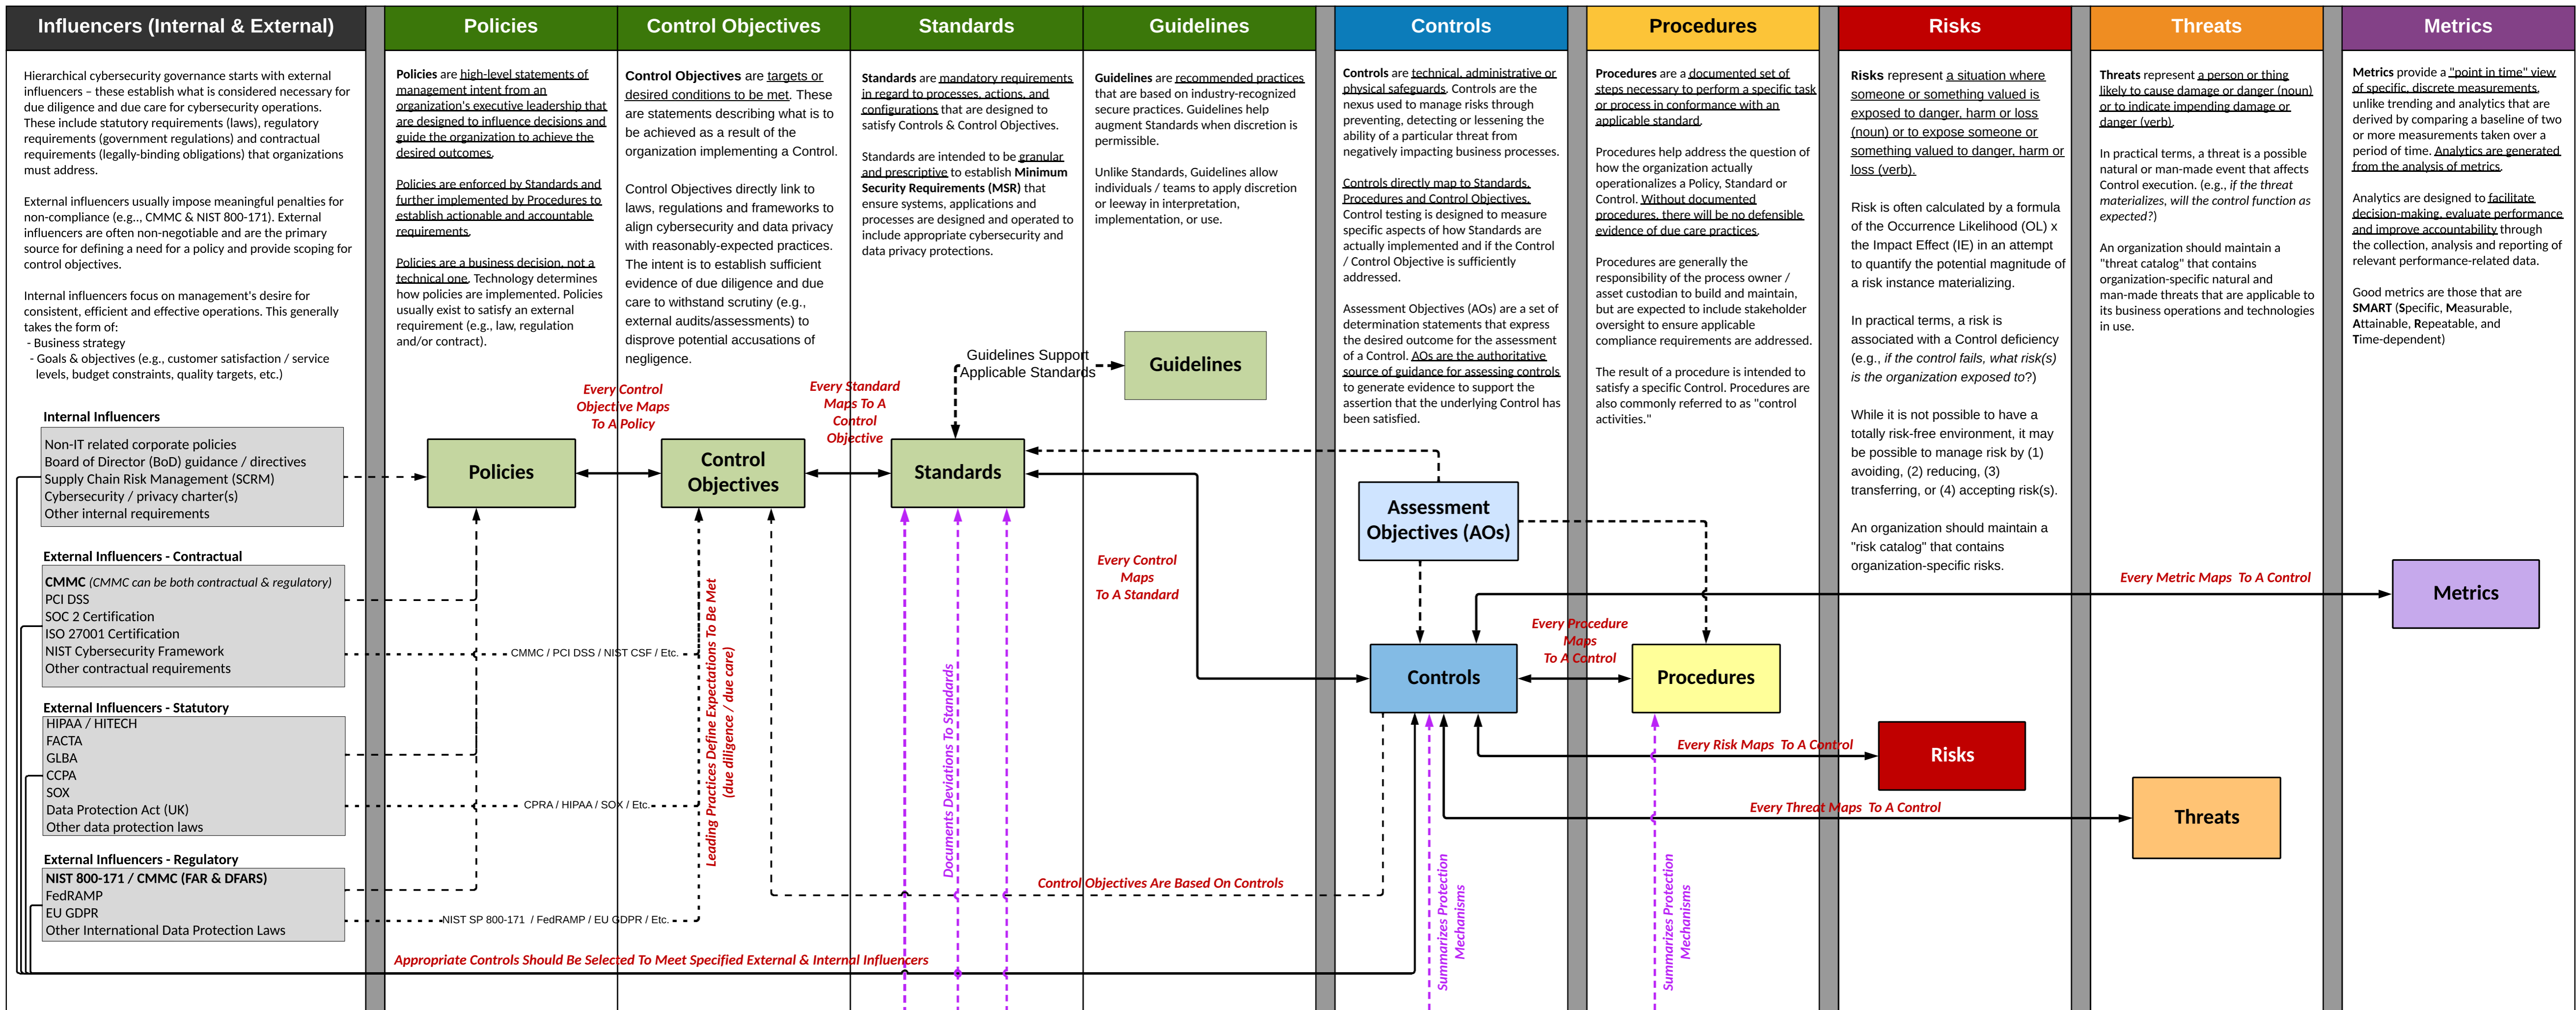 Influencers (Internal & External)
Policies
Control Objectives
Standards
Guidelines
Controls
Procedures
Risks
Threats
Metrics
Hierarchical cybersecurity governance starts with external
influencers – these establish what is considered necessary for
due diligence and due care for cybersecurity operations.
These include statutory requirements (laws), regulatory
requirements (government regulations) and contractual
requirements (legally-binding obligations) that organizations
must address.
External influencers usually impose meaningful penalties for
non-compliance (e.g.., CMMC & NIST 800-171). External
influencers are often non-negotiable and are the primary
source for defining a need for a policy and provide scoping for
control objectives.
Internal influencers focus on management's desire for
consistent, efficient and effective operations. This generally
takes the form of:
- Business strategy
- Goals & objectives (e.g., customer satisfaction / service
levels, budget constraints, quality targets, etc.)
Policies are high-level statements of
management intent from an
organization's executive leadership that
are designed to influence decisions and
guide the organization to achieve the
desired outcomes.
Policies are enforced by Standards and
further implemented by Procedures to
establish actionable and accountable
requirements.
Policies are a business decision, not a
technical one. Technology determines
how policies are implemented. Policies
usually exist to satisfy an external
requirement (e.g., law, regulation
and/or contract).
Control Objectives are targets or
desired conditions to be met. These
are statements describing what is to
be achieved as a result of the
organization implementing a Control.
Control Objectives directly link to
laws, regulations and frameworks to
align cybersecurity and data privacy
with reasonably-expected practices.
The intent is to establish sufficient
evidence of due diligence and due
care to withstand scrutiny (e.g.,
external audits/assessments) to
disprove potential accusations of
negligence.
Standards are mandatory requirements
in regard to processes, actions, and
configurations that are designed to
satisfy Controls & Control Objectives.
Standards are intended to be granular
and prescriptive to establish Minimum
Security Requirements (MSR) that
ensure systems, applications and
processes are designed and operated to
include appropriate cybersecurity and
data privacy protections.
Guidelines are recommended practices
that are based on industry-recognized
secure practices. Guidelines help
augment Standards when discretion is
permissible.
Unlike Standards, Guidelines allow
individuals / teams to apply discretion
or leeway in interpretation,
implementation, or use.
Controls are technical, administrative or
physical safeguards. Controls are the
nexus used to manage risks through
preventing, detecting or lessening the
ability of a particular threat from
negatively impacting business processes.
Controls directly map to Standards,
Procedures and Control Objectives.
Control testing is designed to measure
specific aspects of how Standards are
actually implemented and if the Control
/ Control Objective is sufficiently
addressed.
Assessment Objectives (AOs) are a set of
determination statements that express
the desired outcome for the assessment
of a Control. AOs are the authoritative
source of guidance for assessing controls
to generate evidence to support the
assertion that the underlying Control has
been satisfied.
Procedures are a documented set of
steps necessary to perform a specific task
or process in conformance with an
applicable standard.
Procedures help address the question of
how the organization actually
operationalizes a Policy, Standard or
Control. Without documented
procedures, there will be no defensible
evidence of due care practices.
Procedures are generally the
responsibility of the process owner /
asset custodian to build and maintain,
but are expected to include stakeholder
oversight to ensure applicable
compliance requirements are addressed.
The result of a procedure is intended to
satisfy a specific Control. Procedures are
also commonly referred to as "control
activities."
Risks represent a situation where
someone or something valued is
exposed to danger, harm or loss
(noun) or to expose someone or
something valued to danger, harm or
loss (verb).
Risk is often calculated by a formula
of the Occurrence Likelihood (OL) x
the Impact Effect (IE) in an attempt
to quantify the potential magnitude of
a risk instance materializing.
In practical terms, a risk is
associated with a Control deficiency
(e.g., if the control fails, what risk(s)
is the organization exposed to?)
While it is not possible to have a
totally risk-free environment, it may
be possible to manage risk by (1)
avoiding, (2) reducing, (3)
transferring, or (4) accepting risk(s).
An organization should maintain a
"risk catalog" that contains
organization-specific risks.
Threats represent a person or thing
likely to cause damage or danger (noun)
or to indicate impending damage or
danger (verb).
In practical terms, a threat is a possible
natural or man-made event that affects
Control execution. (e.g., if the threat
materializes, will the control function as
expected?)
An organization should maintain a
"threat catalog" that contains
organization-specific natural and
man-made threats that are applicable to
its business operations and technologies
in use.
Metrics provide a "point in time" view
of specific, discrete measurements,
unlike trending and analytics that are
derived by comparing a baseline of two
or more measurements taken over a
period of time. Analytics are generated
from the analysis of metrics.
Analytics are designed to facilitate
decision-making, evaluate performance
and improve accountability through
the collection, analysis and reporting of
relevant performance-related data.
Good metrics are those that are
SMART (Specific, Measurable,
Attainable, Repeatable, and
Time-dependent)
Internal Influencers
Non-IT related corporate policies
Board of Director (BoD) guidance / directives
Supply Chain Risk Management (SCRM)
Cybersecurity / privacy charter(s)
Other internal requirements
External Influencers - Contractual
CMMC (CMMC can be both contractual & regulatory)
PCI DSS
SOC 2 Certification
ISO 27001 Certification
NIST Cybersecurity Framework
Other contractual requirements
External Influencers - Statutory
HIPAA / HITECH
FACTA
GLBA
CCPA
SOX
Data Protection Act (UK)
Other data protection laws
External Influencers - Regulatory
NIST 800-171 / CMMC (FAR & DFARS)
FedRAMP
EU GDPR
Other International Data Protection Laws
Every Control
Objective Maps
To A Policy
Every Standard
Maps To A
Control
Objective
Guidelines Support
Applicable Standards
Guidelines
Policies
Control
Objectives
Standards
Assessment
Objectives (AOs)
Every Control
Maps
To A Standard
Every Metric Maps To A Control
Metrics
Every Procedure
Maps
To A Control
Controls
Procedures
CMMC / PCI DSS / NIST CSF / Etc.
CPRA / HIPAA / SOX / Etc.
NIST SP 800-171 / FedRAMP / EU GDPR / Etc.
Leading Practices Define Expectations To Be Met
(due diligence / due care)
Documents Deviations To Standards
Every Risk Maps To A Control
Risks
Every Threat Maps To A Control
Threats
Control Objectives Are Based On Controls
Summarizes Protection
Mechanisms
Summarizes Protection
Mechanisms
Appropriate Controls Should Be Selected To Meet Specified External & Internal Influencers